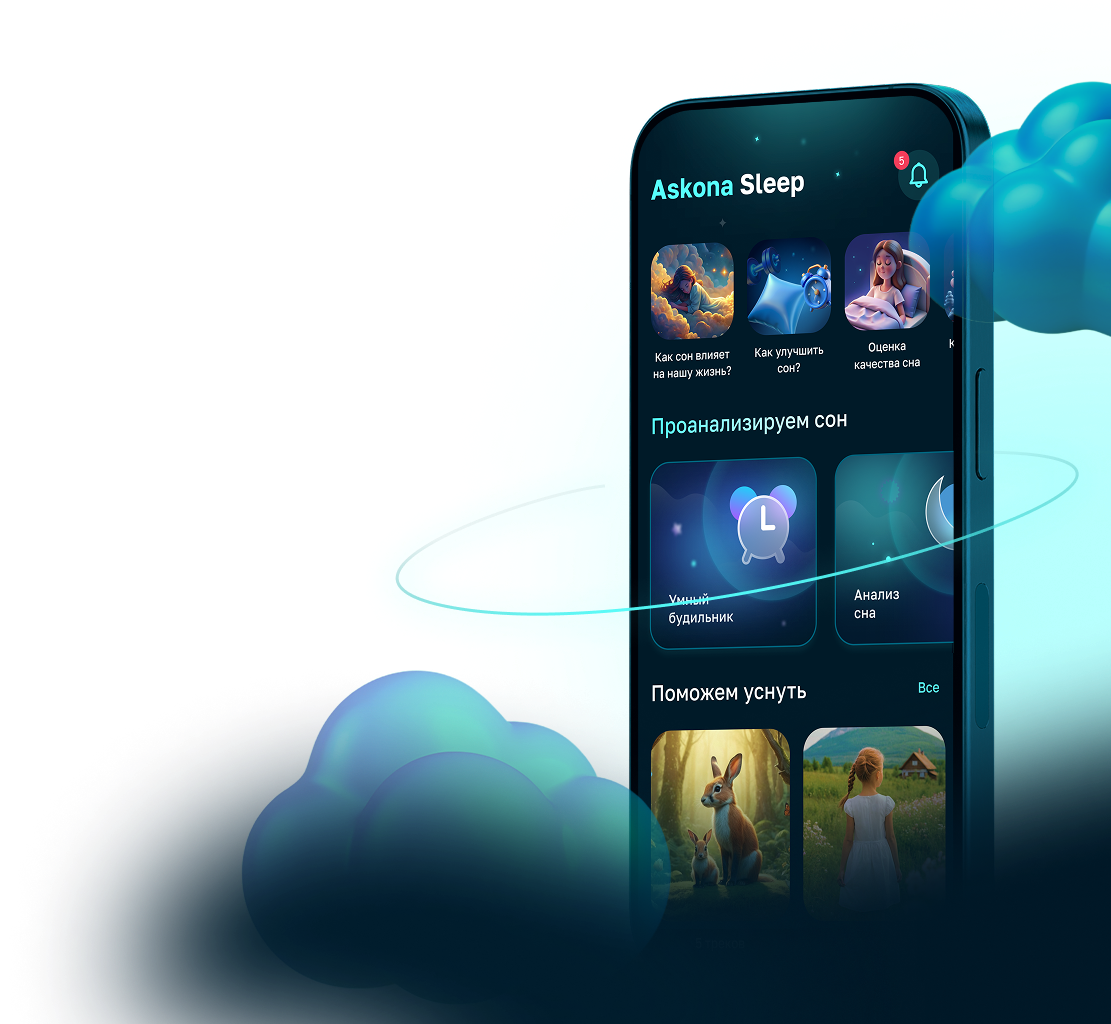 Askona Sleep
5
Как сон влияет
на нашу жизнь?
Как улучшить
сон?
Оценка
качества сна
Проанализируем сон
Умный
будильник
Анализ
сна
Поможем уснуть
Все